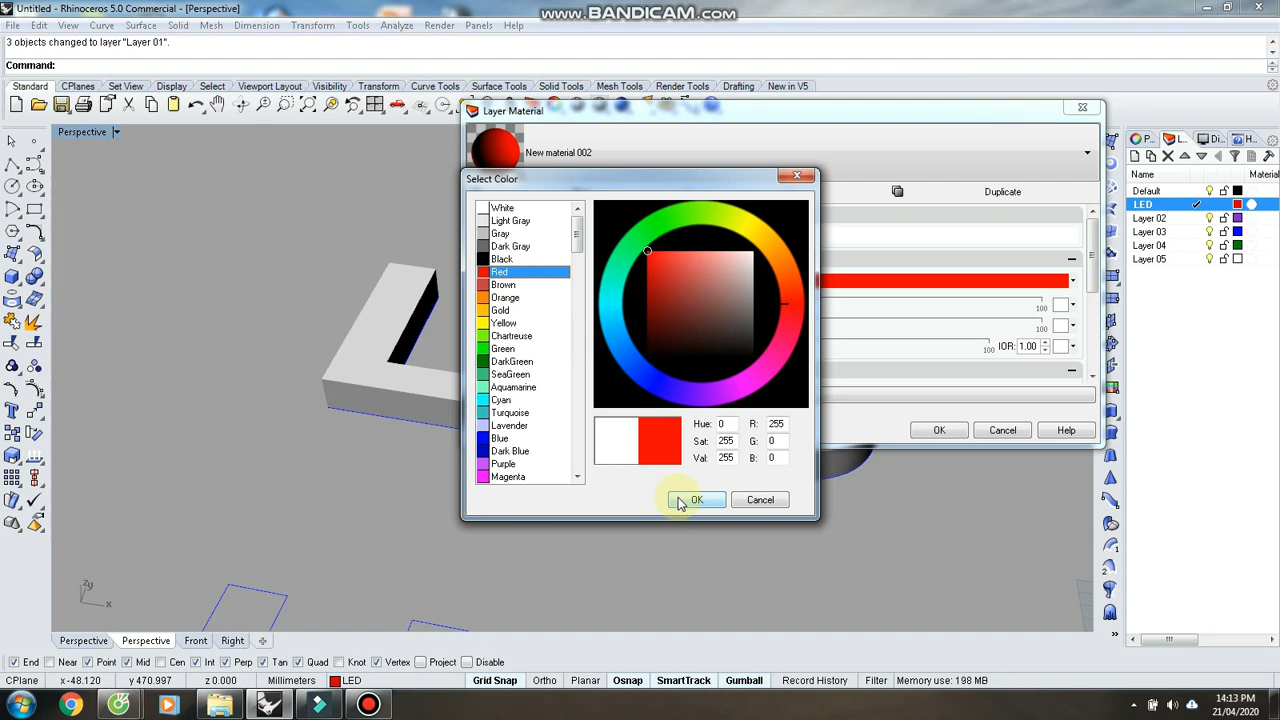 Untitled - Rhinoceros 5.0 Commercial - [Perspective]
www.BANDICAM.com
File Edit View Curve Surface Solid Mesh Dimension Transform Tools Analyze Render Panels Help
3 objects changed to layer "Layer 01".
Command:
Standard CPlanes Set View Display Select Viewport Layout Visibility Transform Curve Tools Surface Tools Solid Tools Mesh Tools Render Tools Drafting New in V5
Perspective
Layer Material
New material 002
Duplicate
Select Color
White
Light Gray
Gray
Dark Gray
Black
Red
Brown
Orange
Gold
Yellow
Chartreuse
Green
DarkGreen
SeaGreen
Aquamarine
Cyan
Turquoise
Lavender
Blue
Dark Blue
Purple
Magenta
Hue: 0 R: 255
Sat: 255 G: 0
Val: 255 B: 0
OK Cancel
100
100
100 IOR: 1.00
OK Cancel Help
P... L... Di... H...
Name Material
Default
LED
Layer 02
Layer 03
Layer 04
Layer 05
Zy
x
Perspective Perspective Front Right
End Near Point Mid Cen Int Perp Tan Quad Knot Vertex Project Disable
CPlane x-48.120 y 470.997 z 0.000 Millimeters LED Grid Snap Ortho Planar Osnap SmartTrack Gumball Record History Filter Memory use: 198 MB
14:13 PM
21/04/2020